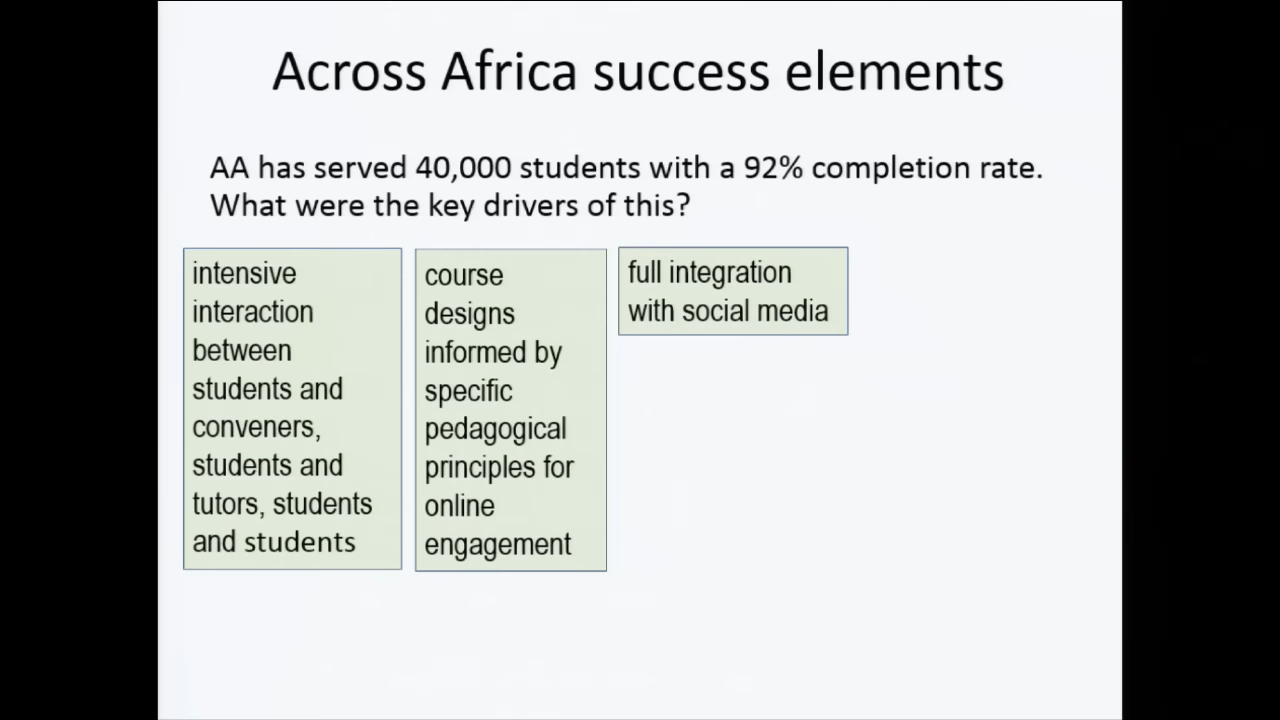 Across Africa success elements
AA has served 40,000 students with a 92% completion rate.
What were the key drivers of this?
intensive
interaction
between
students and
conveners,
students and
tutors, students
and students
course
designs
informed by
specific
pedagogical
principles for
online
engagement
full integration
with social media